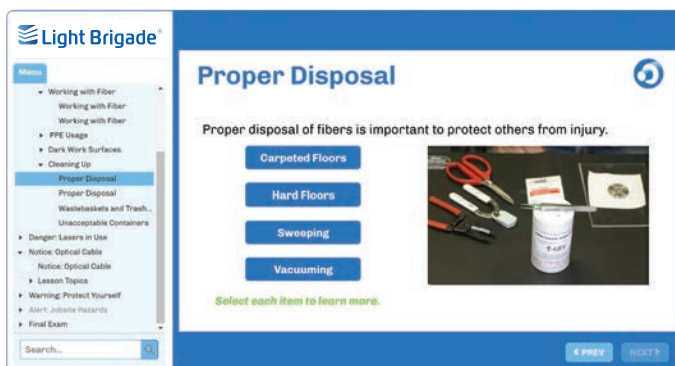 Light Brigade®
Menu
Working with Fiber
Working with Fiber
Working with Fiber
PPE Usage
Dark Work Surfaces
Cleaning Up
Proper Disposal
Proper Disposal
Wastebaskets and Trash...
Unacceptable Containers
Danger: Lasers in Use
Notice: Optical Cable
Notice: Optical Cable
Lesson Topics
Warning: Protect Yourself
Alert: Jobsite Hazards
Final Exam
Search...
Proper Disposal
Proper disposal of fibers is important to protect others from injury.
Carpeted Floors
Hard Floors
Sweeping
Vacuuming
Select each item to learn more.
PREV
NEXT